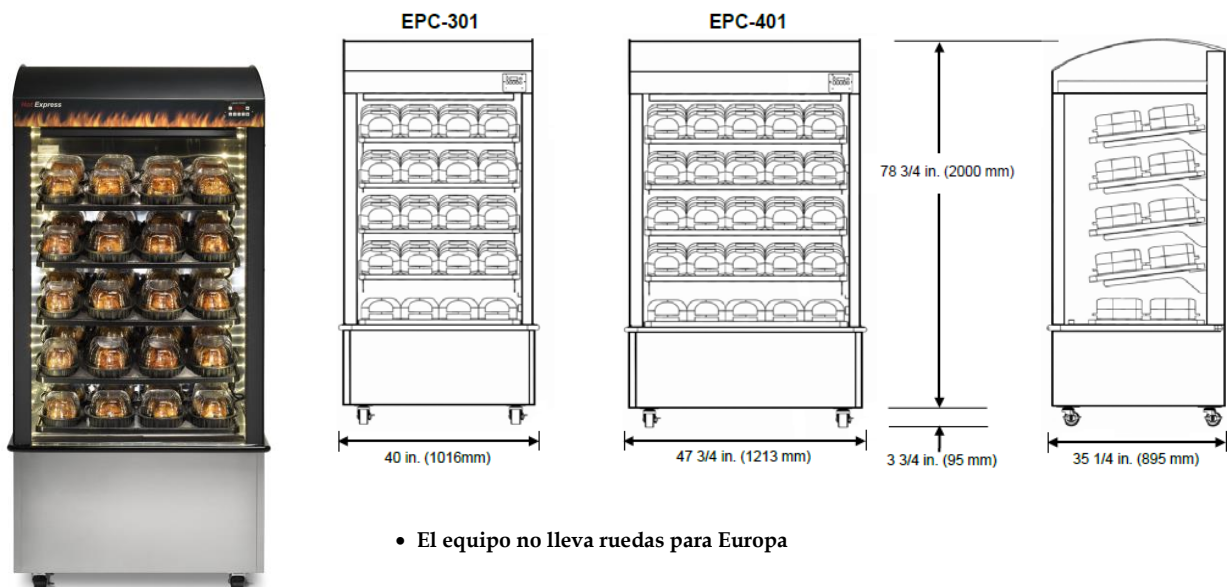 EPC-301
EPC-401
Hot Express
78 3/4 in. (2000 mm)
40 in. (1016mm)
47 3/4 in. (1213 mm)
3 3/4 in. (95 mm)
35 1/4 in. (895 mm)
• El equipo no lleva ruedas para Europa